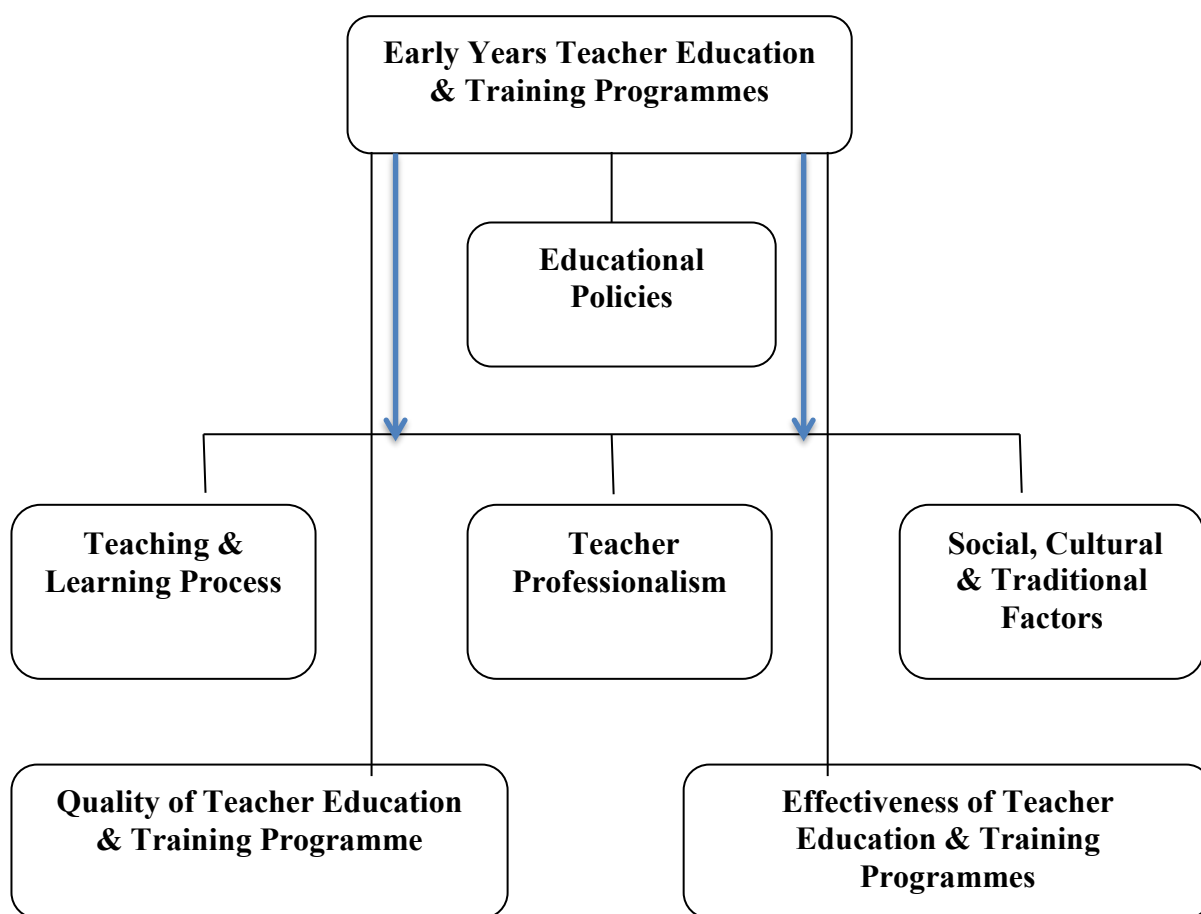 Early Years Teacher Education
& Training Programmes
Educational
Policies
Teaching &
Learning Process
Teacher
Professionalism
Social, Cultural
& Traditional
Factors
Quality of Teacher Education
& Training Programme
Effectiveness of Teacher
Education & Training
Programmes